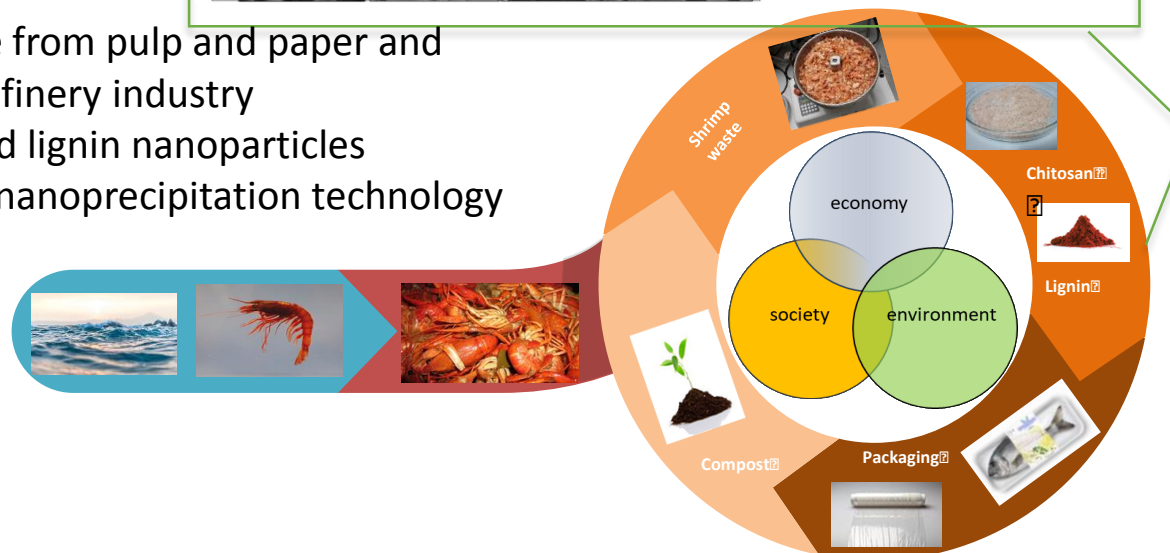 e from pulp and paper and
finery industry
d lignin nanoparticles
nanoprecipitation technology
Shrimp
waste
Chitosan
Lignin
economy
society
environment
Compost
Packaging